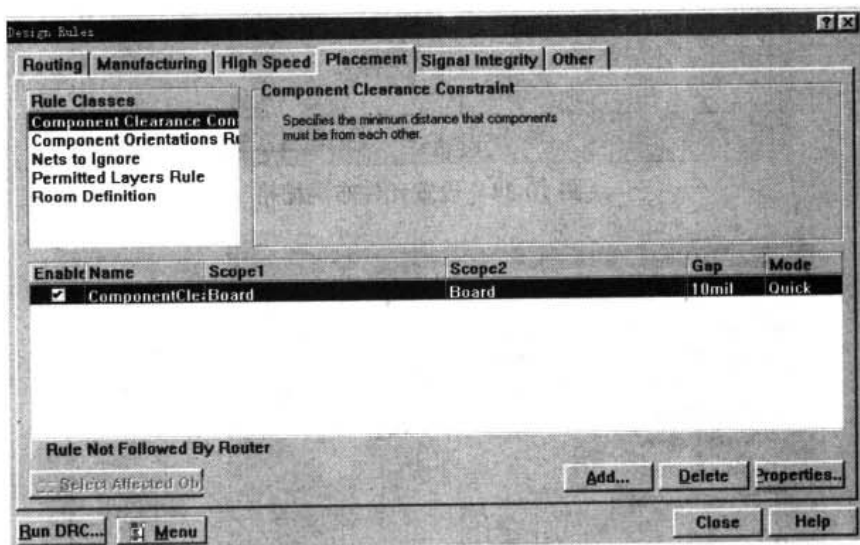 Design Rules
Routing Manufacturing High Speed Placement Signal Integrity Other
Rule Classes
Component Clearance Con
Component Orientations Ru
Nets to Ignore
Permitted Layers Rule
Room Definition
Component Clearance Constraint
Specifies the minimum distance that components
must be from each other.
Enable Name Scope1 Scope2 Gap Mode
ComponentCle Board Board 10mil Quick
Rule Not Followed By Router
Select Affected Obj
Add... Delete Properties..
Run DRC... Menu Close Help